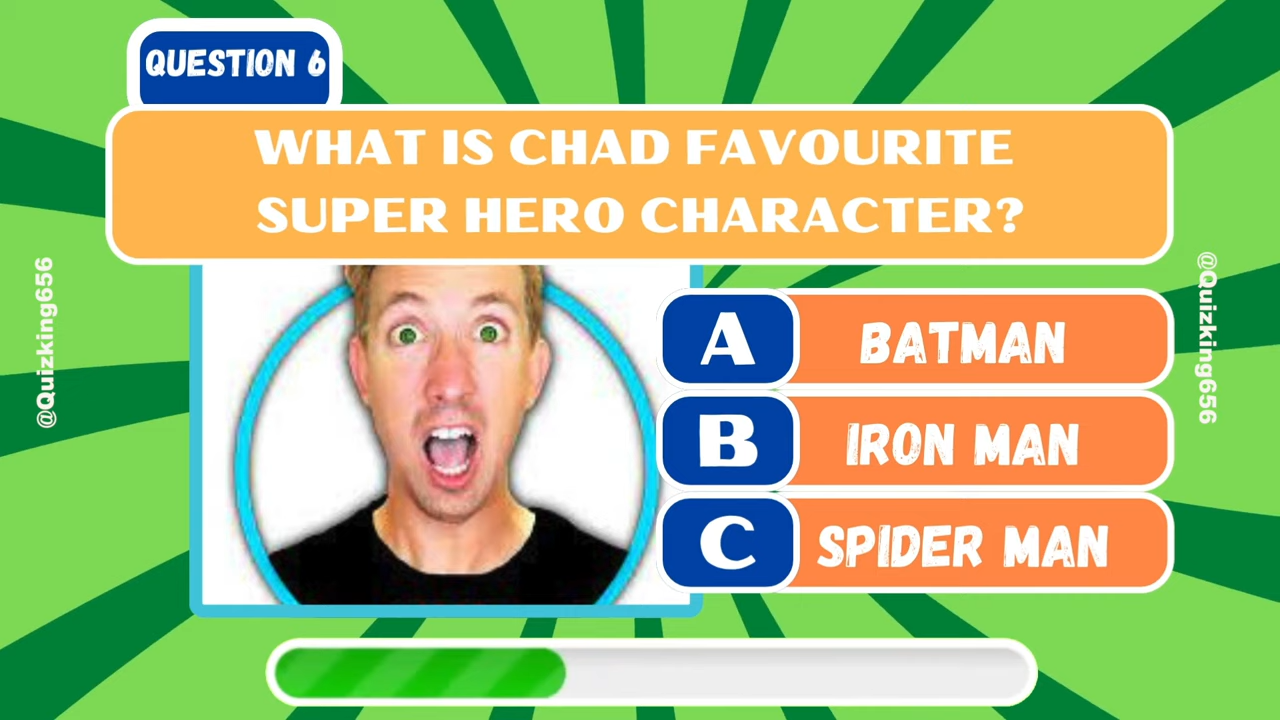 QUESTION 6
WHAT IS CHAD FAVOURITE
SUPER HERO CHARACTER?
@Quizking656
@Quizking656
A BATMAN
B IRON MAN
C SPIDER MAN